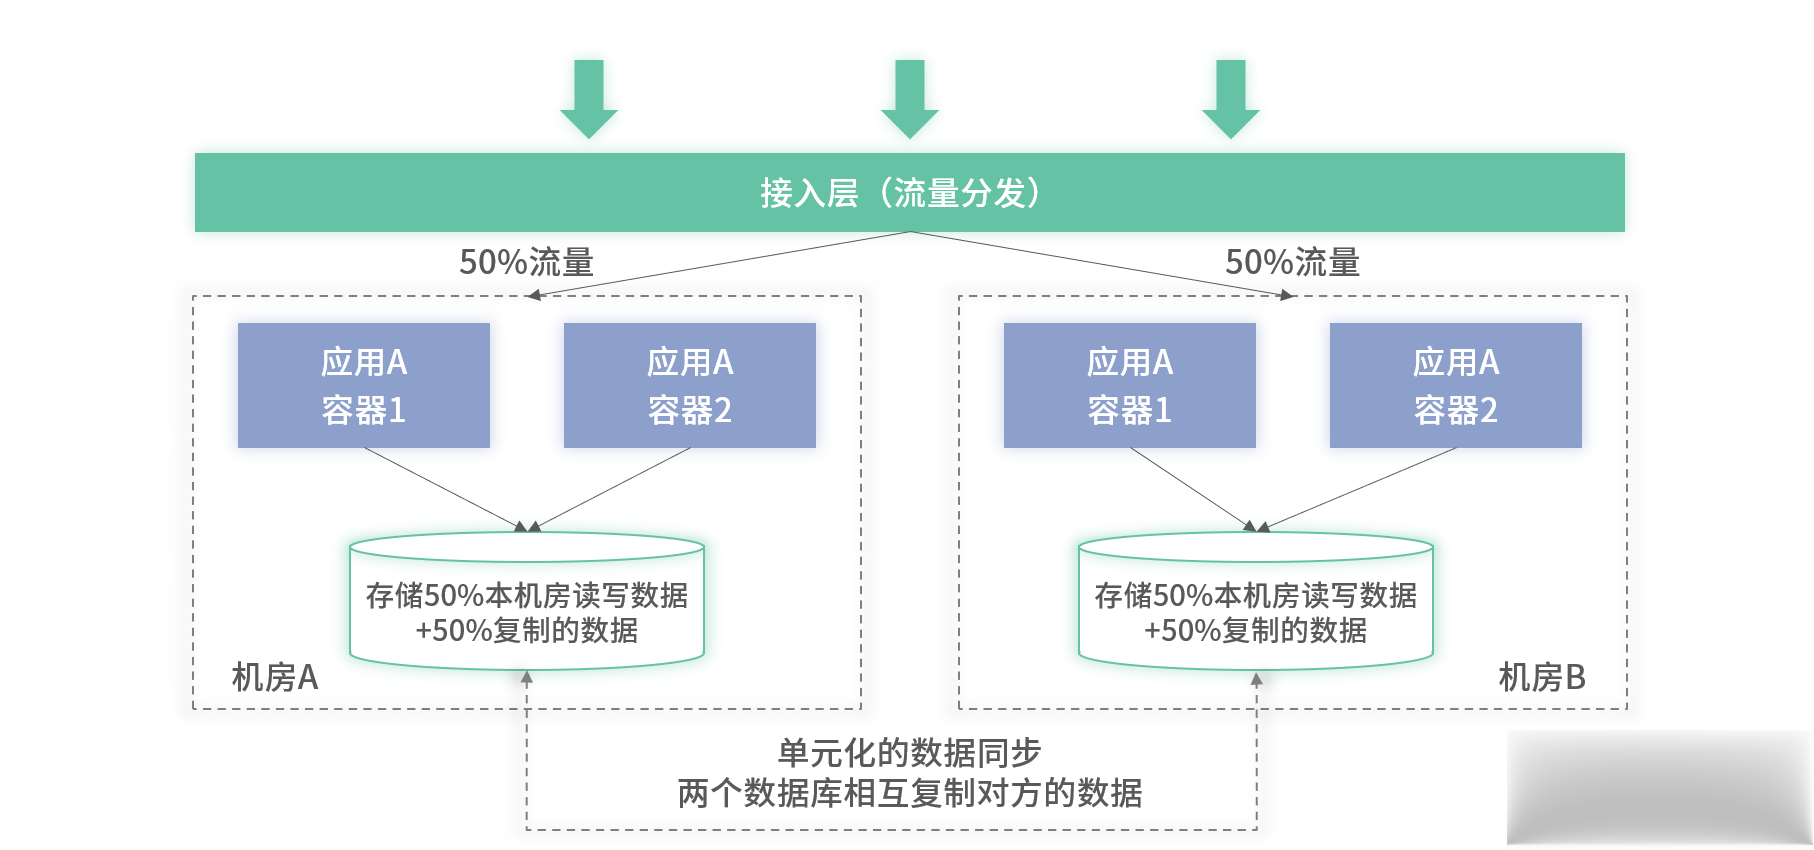 接入层（流量分发）
50%流量
50%流量
应用A
容器1
应用A
容器2
应用A
容器1
应用A
容器2
存储50%本机房读写数据
+50%复制的数据
存储50%本机房读写数据
+50%复制的数据
机房A
机房B
单元化的数据同步
两个数据库相互复制对方的数据